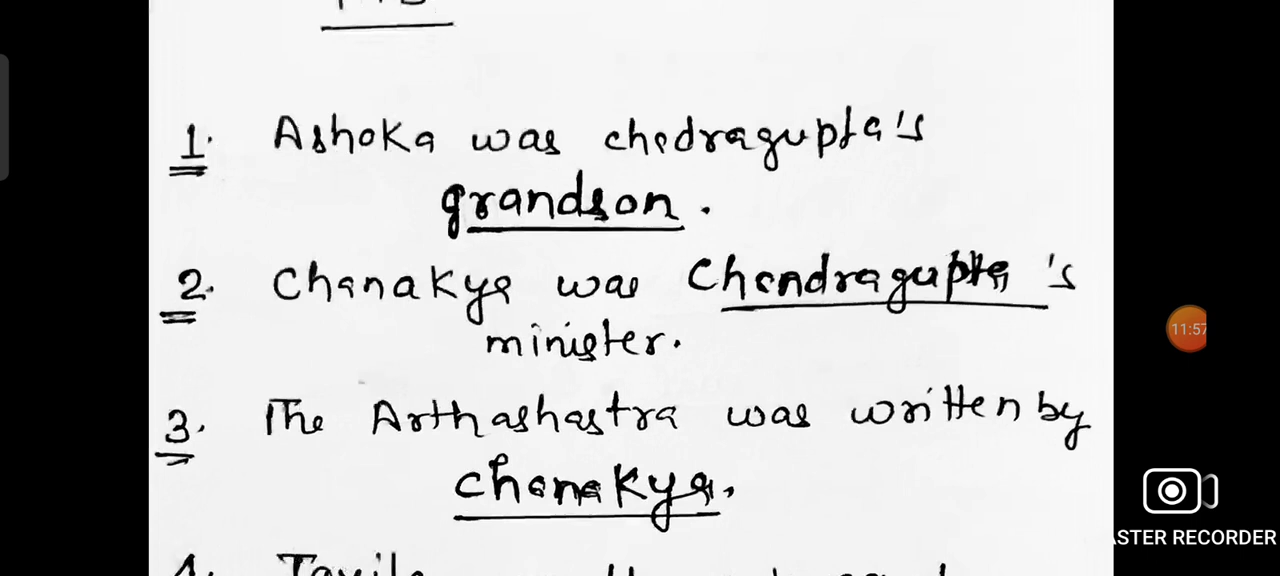 1. Ashoka was chedragupta's
grandson.
2. Chanakya was Chandragupta's
minister.
3. The Arthashastra was written by
chanakya.
11:57
ASTER RECORDER